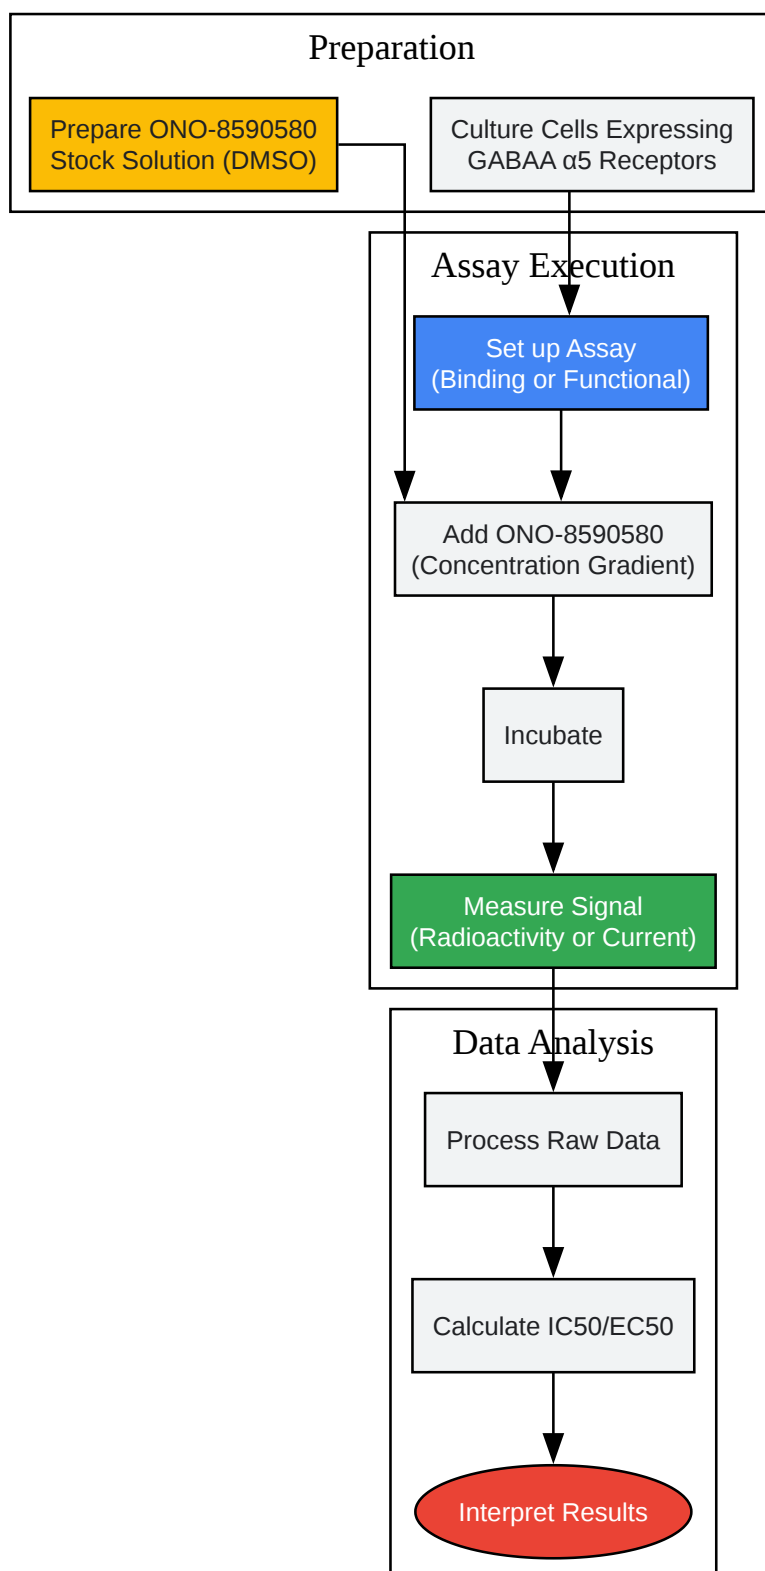 Preparation
Prepare ONO-8590580
Stock Solution (DMSO)
Culture Cells Expressing
GABAA α5 Receptors
Assay Execution
Set up Assay
(Binding or Functional)
Add ONO-8590580
(Concentration Gradient)
Incubate
Measure Signal
(Radioactivity or Current)
Data Analysis
Process Raw Data
Calculate IC50/EC50
Interpret Results